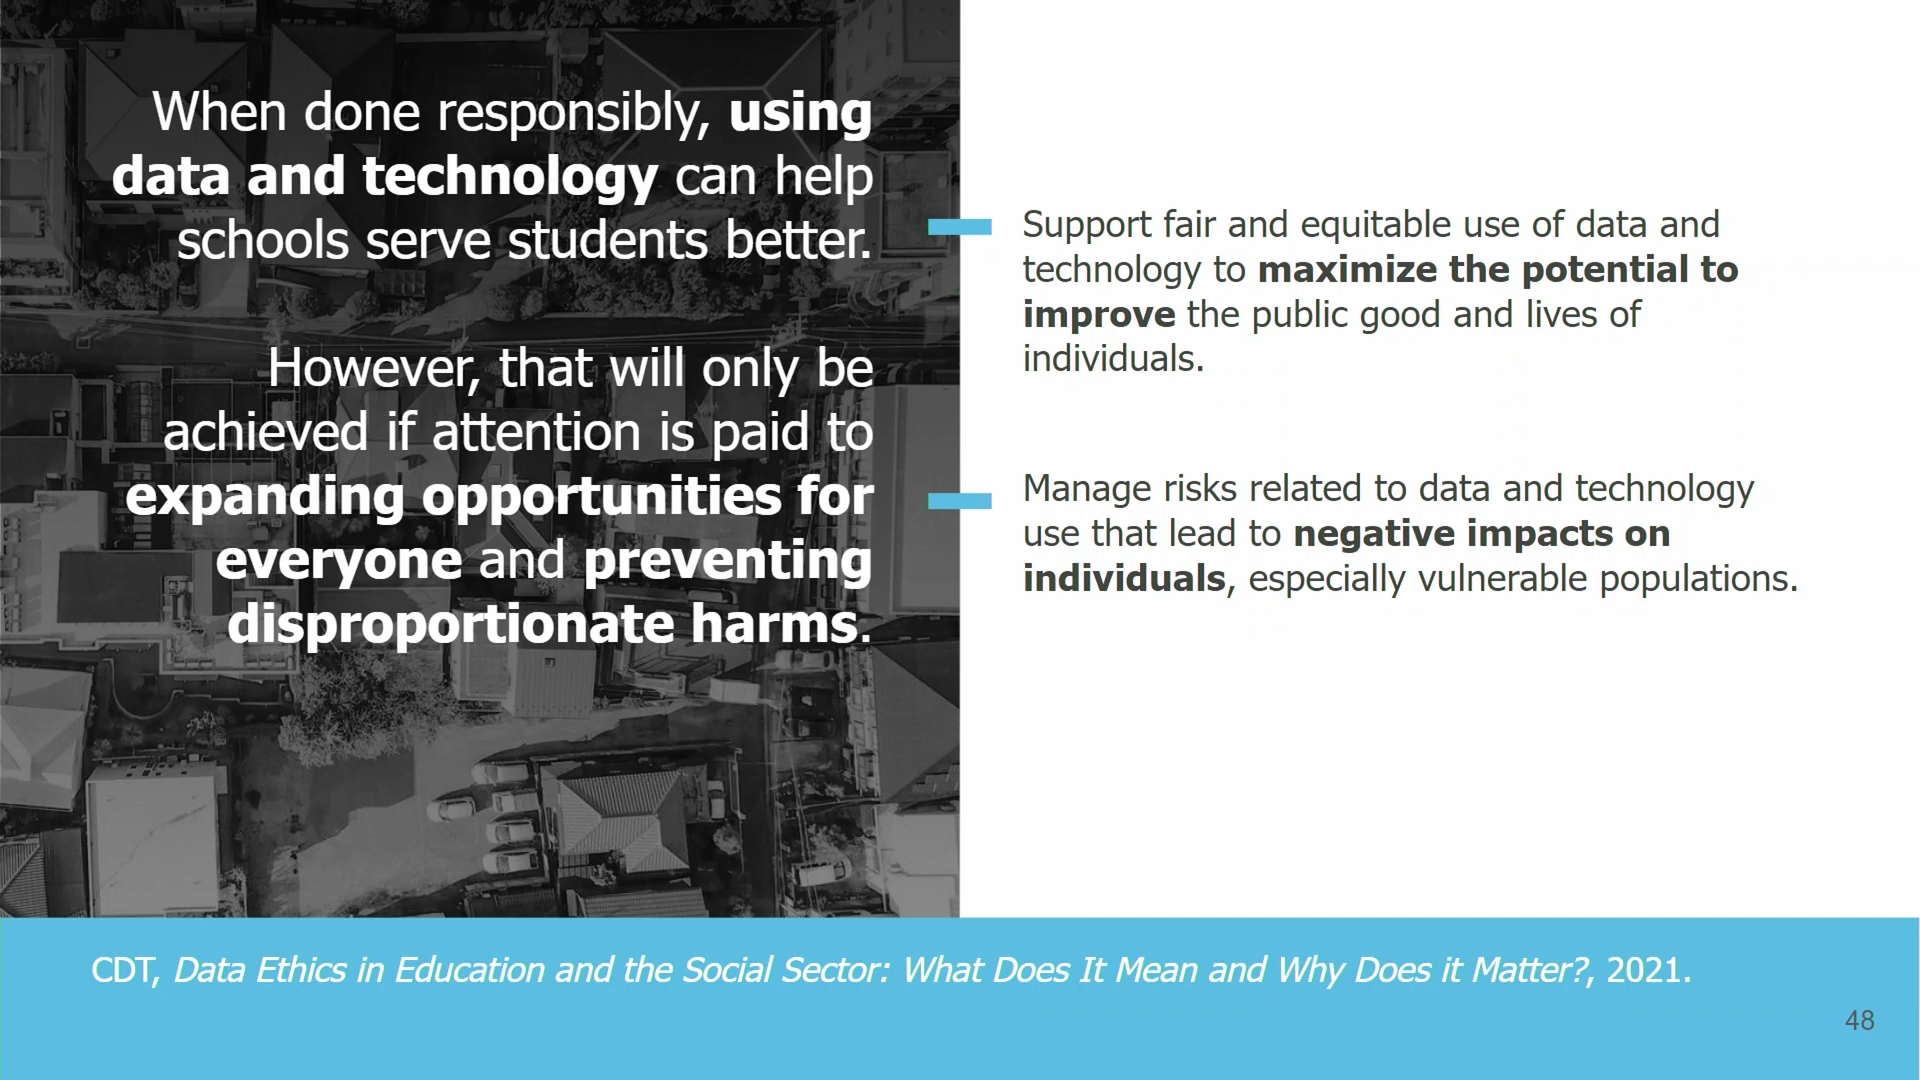 When done responsibly, using
data and technology can help
schools serve students better.
However, that will only be
achieved if attention is paid to
expanding opportunities for
everyone and preventing
disproportionate harms.
Support fair and equitable use of data and
technology to maximize the potential to
improve the public good and lives of
individuals.
Manage risks related to data and technology
use that lead to negative impacts on
individuals, especially vulnerable populations.
CDT, Data Ethics in Education and the Social Sector: What Does It Mean and Why Does it Matter?, 2021.
48